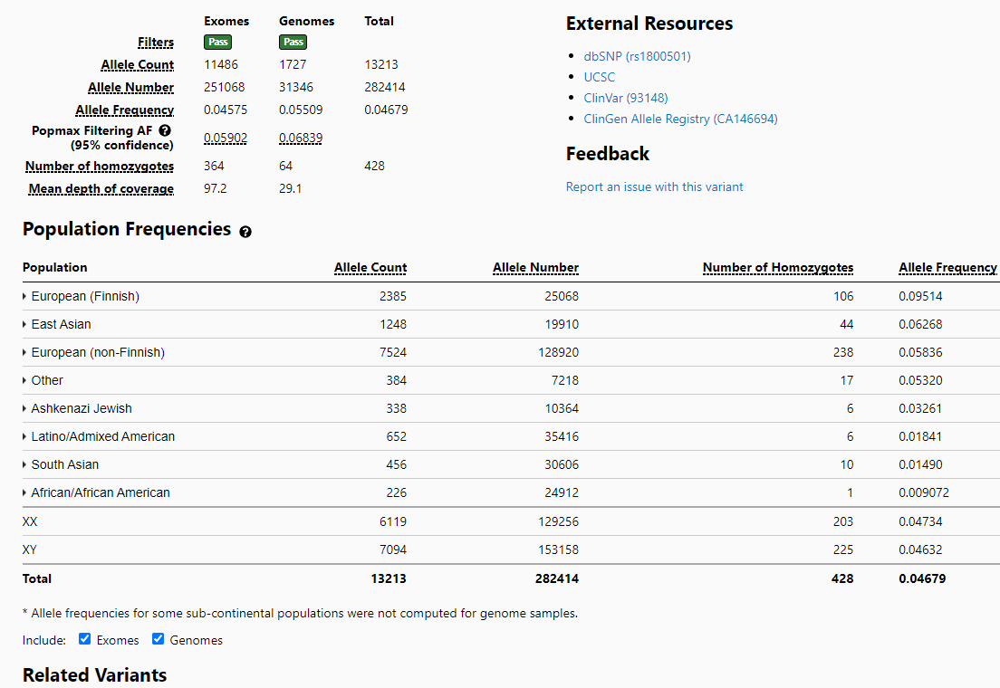 Exomes Genomes Total
Filters Pass Pass
Allele Count 11486 1727 13213
Allele Number 251068 31346 282414
Allele Frequency 0.04575 0.05509 0.04679
Popmax Filtering AF ?
(95% confidence) 0.05902 0.06839
Number of homozygotes 364 64 428
Mean depth of coverage 97.2 29.1
External Resources
dbSNP (rs1800501)
UCSC
ClinVar (93148)
ClinGen Allele Registry (CA146694)
Feedback
Report an issue with this variant
Population Frequencies ?
Population Allele Count Allele Number Number of Homozygotes Allele Frequency
European (Finnish) 2385 25068 106 0.09514
East Asian 1248 19910 44 0.06268
European (non-Finnish) 7524 128920 238 0.05836
Other 384 7218 17 0.05320
Ashkenazi Jewish 338 10364 6 0.03261
Latino/Admixed American 652 35416 6 0.01841
South Asian 456 30606 10 0.01490
African/African American 226 24912 1 0.009072
XX 6119 129256 203 0.04734
XY 7094 153158 225 0.04632
Total 13213 282414 428 0.04679
* Allele frequencies for some sub-continental populations were not computed for genome samples.
Include: Exomes Genomes
Related Variants